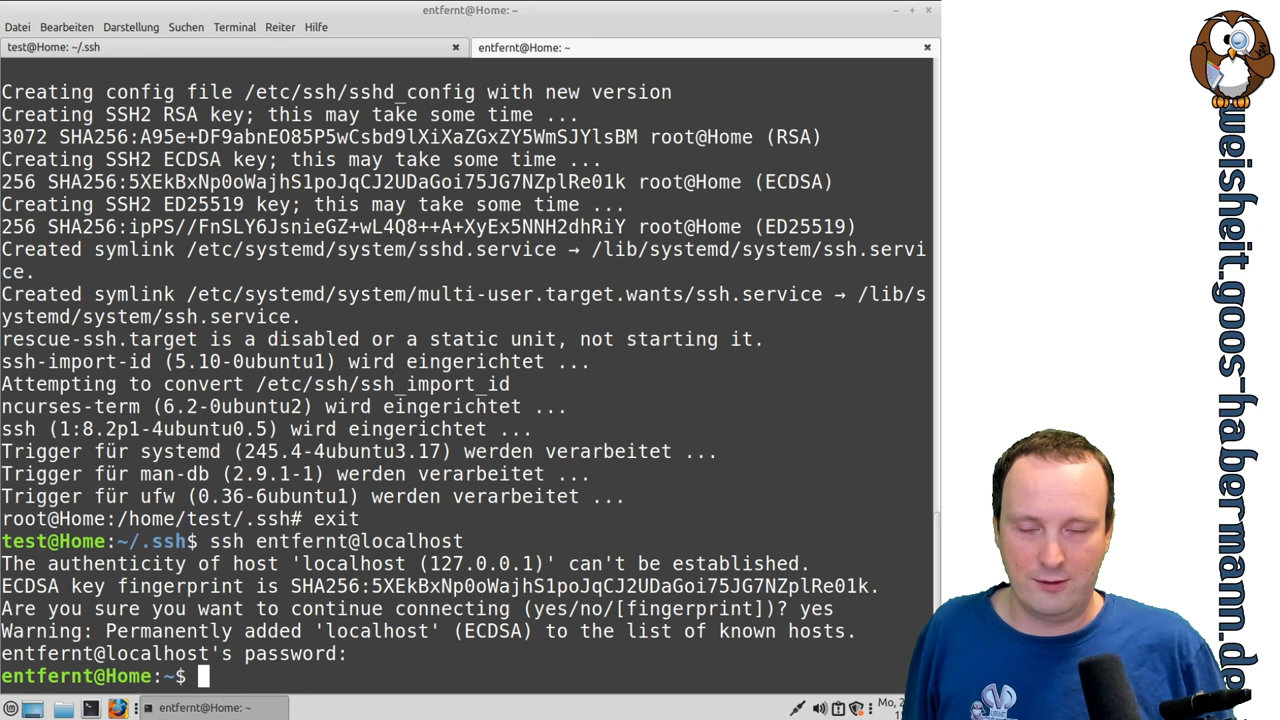 entfernt@Home: ~
Datei Bearbeiten Darstellung Suchen Terminal Reiter Hilfe
test@Home: ~/.ssh
entfernt@Home: ~
Creating config file /etc/ssh/sshd_config with new version
Creating SSH2 RSA key; this may take some time ...
3072 SHA256:A95e+DF9abnEO85P5wCsbd9lXiXaZGxZY5WmSJYlsBM root@Home (RSA)
Creating SSH2 ECDSA key; this may take some time ...
256 SHA256:5XEkBxNp0oWajhS1poJqCJ2UDaGoi75JG7NZplRe01k root@Home (ECDSA)
Creating SSH2 ED25519 key; this may take some time ...
256 SHA256:ipPS//FnSLY6JsnieGZ+wL4Q8++A+XyEx5NNH2dhRiY root@Home (ED25519)
Created symlink /etc/systemd/system/sshd.service → /lib/systemd/system/ssh.servi
ce.
Created symlink /etc/systemd/system/multi-user.target.wants/ssh.service → /lib/s
ystemd/system/ssh.service.
rescue-ssh.target is a disabled or a static unit, not starting it.
ssh-import-id (5.10-0ubuntu1) wird eingerichtet ...
Attempting to convert /etc/ssh/ssh_import_id
ncurses-term (6.2-0ubuntu2) wird eingerichtet ...
ssh (1:8.2p1-4ubuntu0.5) wird eingerichtet ...
Trigger für systemd (245.4-4ubuntu3.17) werden verarbeitet ...
Trigger für man-db (2.9.1-1) werden verarbeitet ...
Trigger für ufw (0.36-6ubuntu1) werden verarbeitet ...
root@Home:/home/test/.ssh# exit
test@Home:~/.ssh$ ssh entfernt@localhost
The authenticity of host 'localhost (127.0.0.1)' can't be established.
ECDSA key fingerprint is SHA256:5XEkBxNp0oWajhS1poJqCJ2UDaGoi75JG7NZplRe01k.
Are you sure you want to continue connecting (yes/no/[fingerprint])? yes
Warning: Permanently added 'localhost' (ECDSA) to the list of known hosts.
entfernt@localhost's password:
entfernt@Home:~$
entfernt@Home: ~
Mo, 2
weisheit.goos-habermann.de